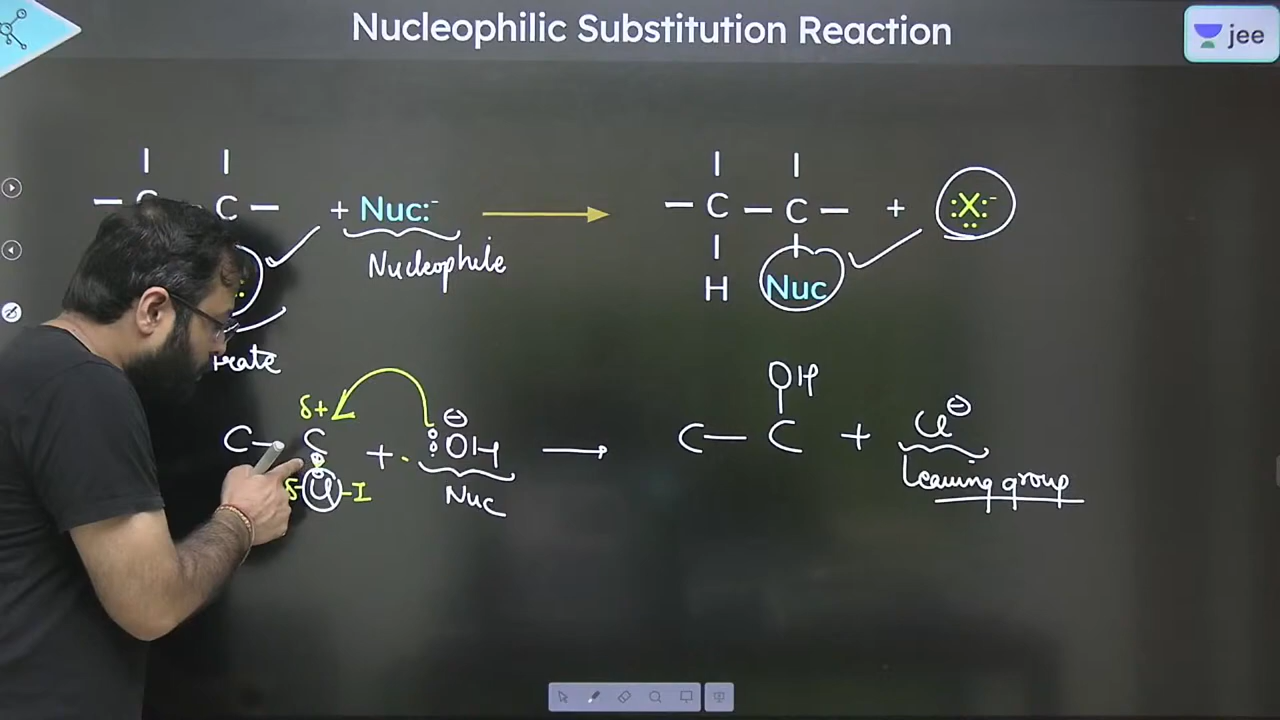 Nucleophilic Substitution Reaction
jee
C + Nuc:⁻ → — C — C — + :X:⁻
Nucleophile
H Nuc
rate
OH
δ+ ⊖ Cl⊖
C — C + :OH → C — C +
δ- Cl -I Nuc Leaving group